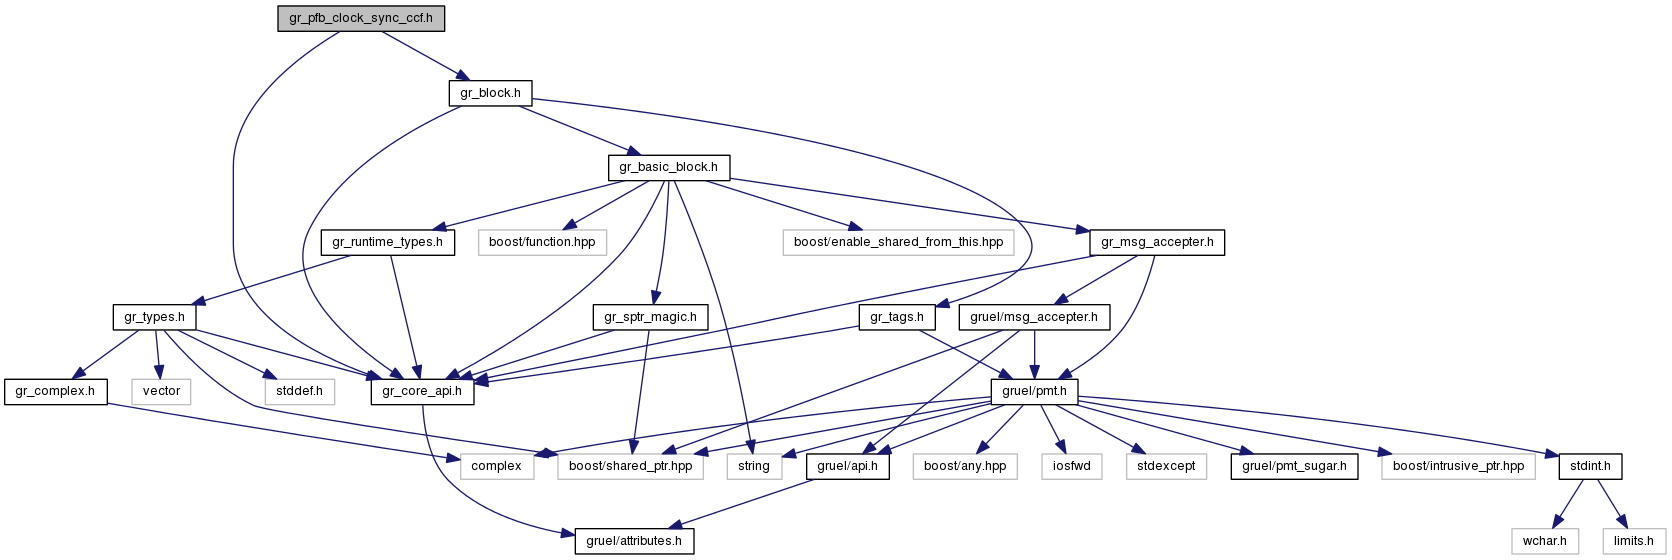 gr_pfb_clock_sync_ccf.h
gr_block.h
gr_basic_block.h
gr_runtime_types.h
boost/function.hpp
boost/enable_shared_from_this.hpp
gr_msg_accepter.h
gr_types.h
gr_sptr_magic.h
gr_tags.h
gruel/msg_accepter.h
gr_complex.h
vector
stddef.h
gr_core_api.h
gruel/pmt.h
complex
boost/shared_ptr.hpp
string
gruel/api.h
boost/any.hpp
iosfwd
stdexcept
gruel/pmt_sugar.h
boost/intrusive_ptr.hpp
stdint.h
gruel/attributes.h
wchar.h
limits.h